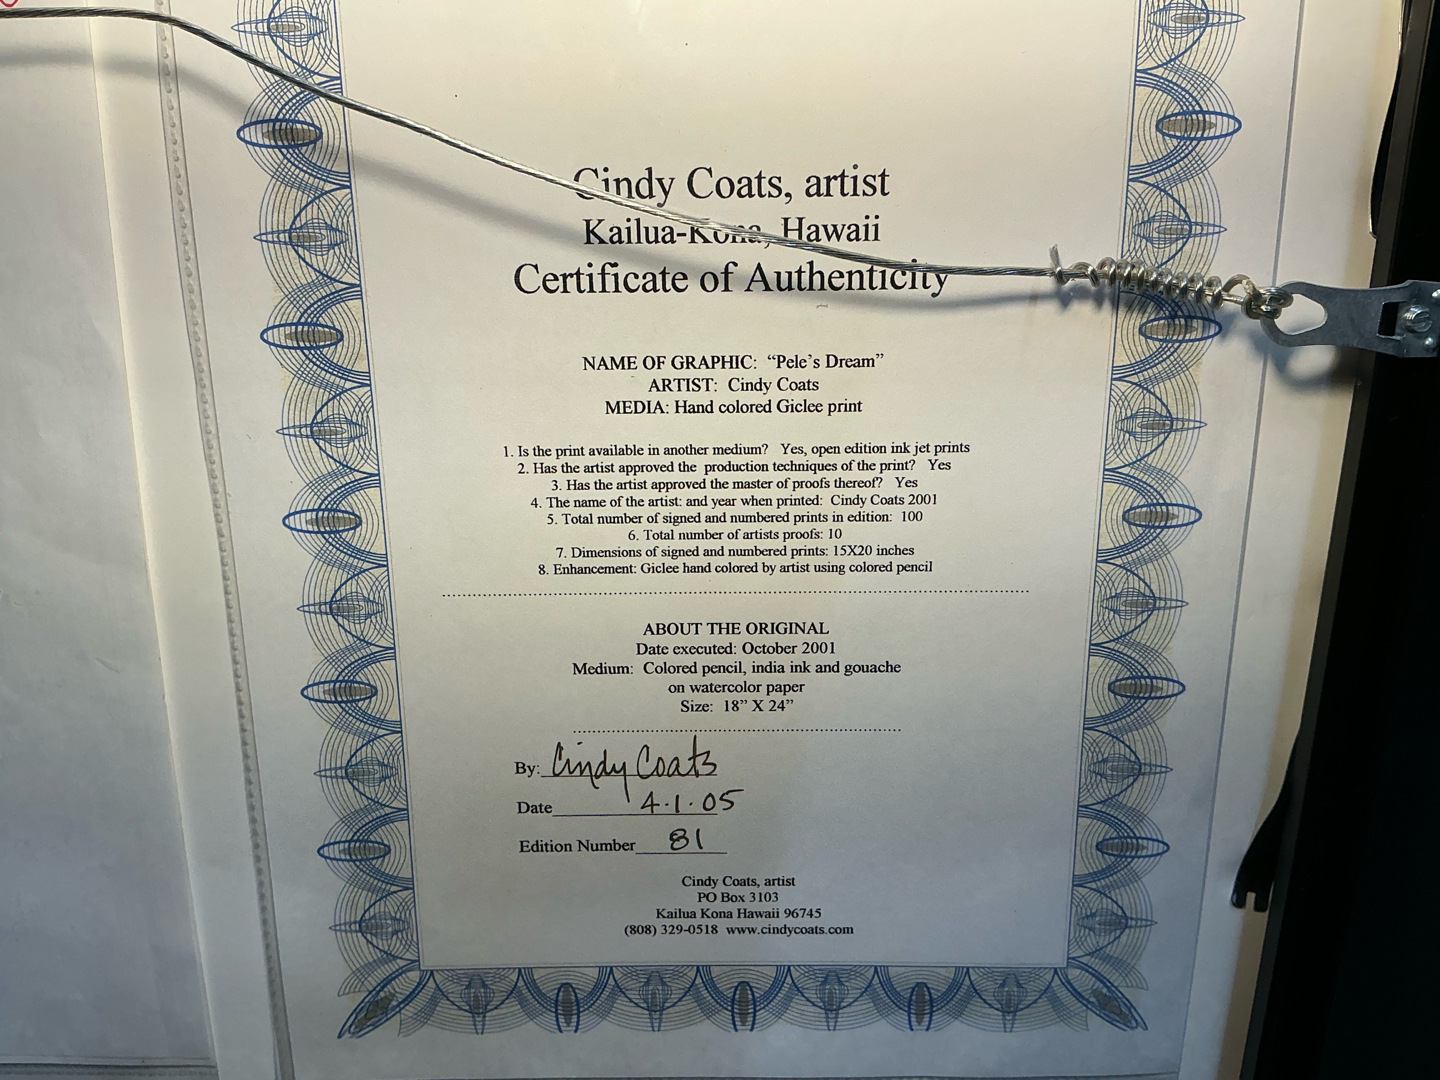 Cindy Coats, artist
Kailua-Kona, Hawaii
Certificate of Authenticity
NAME OF GRAPHIC: “Pele’s Dream”
ARTIST: Cindy Coats
MEDIA: Hand colored Giclee print
1. Is the print available in another medium? Yes, open edition ink jet prints
2. Has the artist approved the production techniques of the print? Yes
3. Has the artist approved the master of proofs thereof? Yes
4. The name of the artist: and year when printed: Cindy Coats 2001
5. Total number of signed and numbered prints in edition: 100
6. Total number of artists proofs: 10
7. Dimensions of signed and numbered prints: 15X20 inches
8. Enhancement: Giclee hand colored by artist using colored pencil
ABOUT THE ORIGINAL
Date executed: October 2001
Medium: Colored pencil, india ink and gouache
on watercolor paper
Size: 18” X 24”
By: Cindy Coats
Date 4.1.05
Edition Number 81
Cindy Coats, artist
PO Box 3103
Kailua Kona Hawaii 96745
(808) 329-0518 www.cindycoats.com